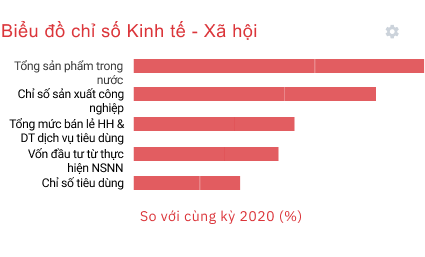 Biểu đồ chỉ số Kinh tế - Xã hội
Tổng sản phẩm trong
nước
Chỉ số sản xuất công
nghiệp
Tổng mức bán lẻ HH &
DT dịch vụ tiêu dùng
Vốn đầu tư từ thực
hiện NSNN
Chỉ số tiêu dùng
So với cùng kỳ 2020 (%)